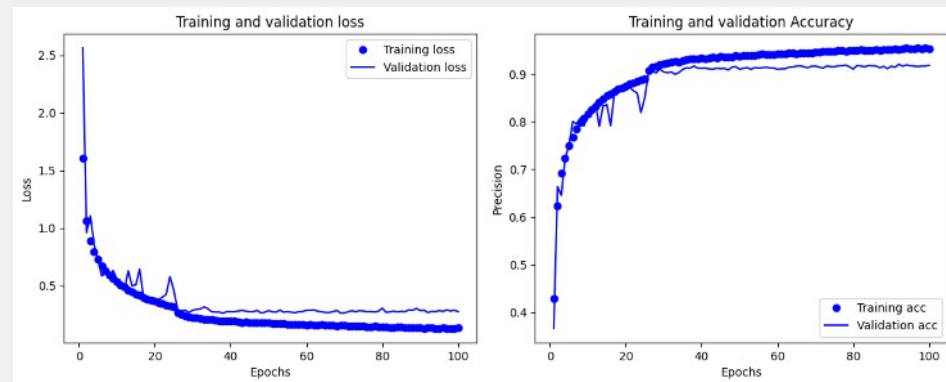 Training and validation loss
2.5
2.0
1.5
1.0
0.5
Loss
Training loss
Validation loss
0 20 40 60 80 100
Epochs
Training and validation Accuracy
0.9
0.8
0.7
0.6
0.5
0.4
Precision
Training acc
Validation acc
0 20 40 60 80 100
Epochs